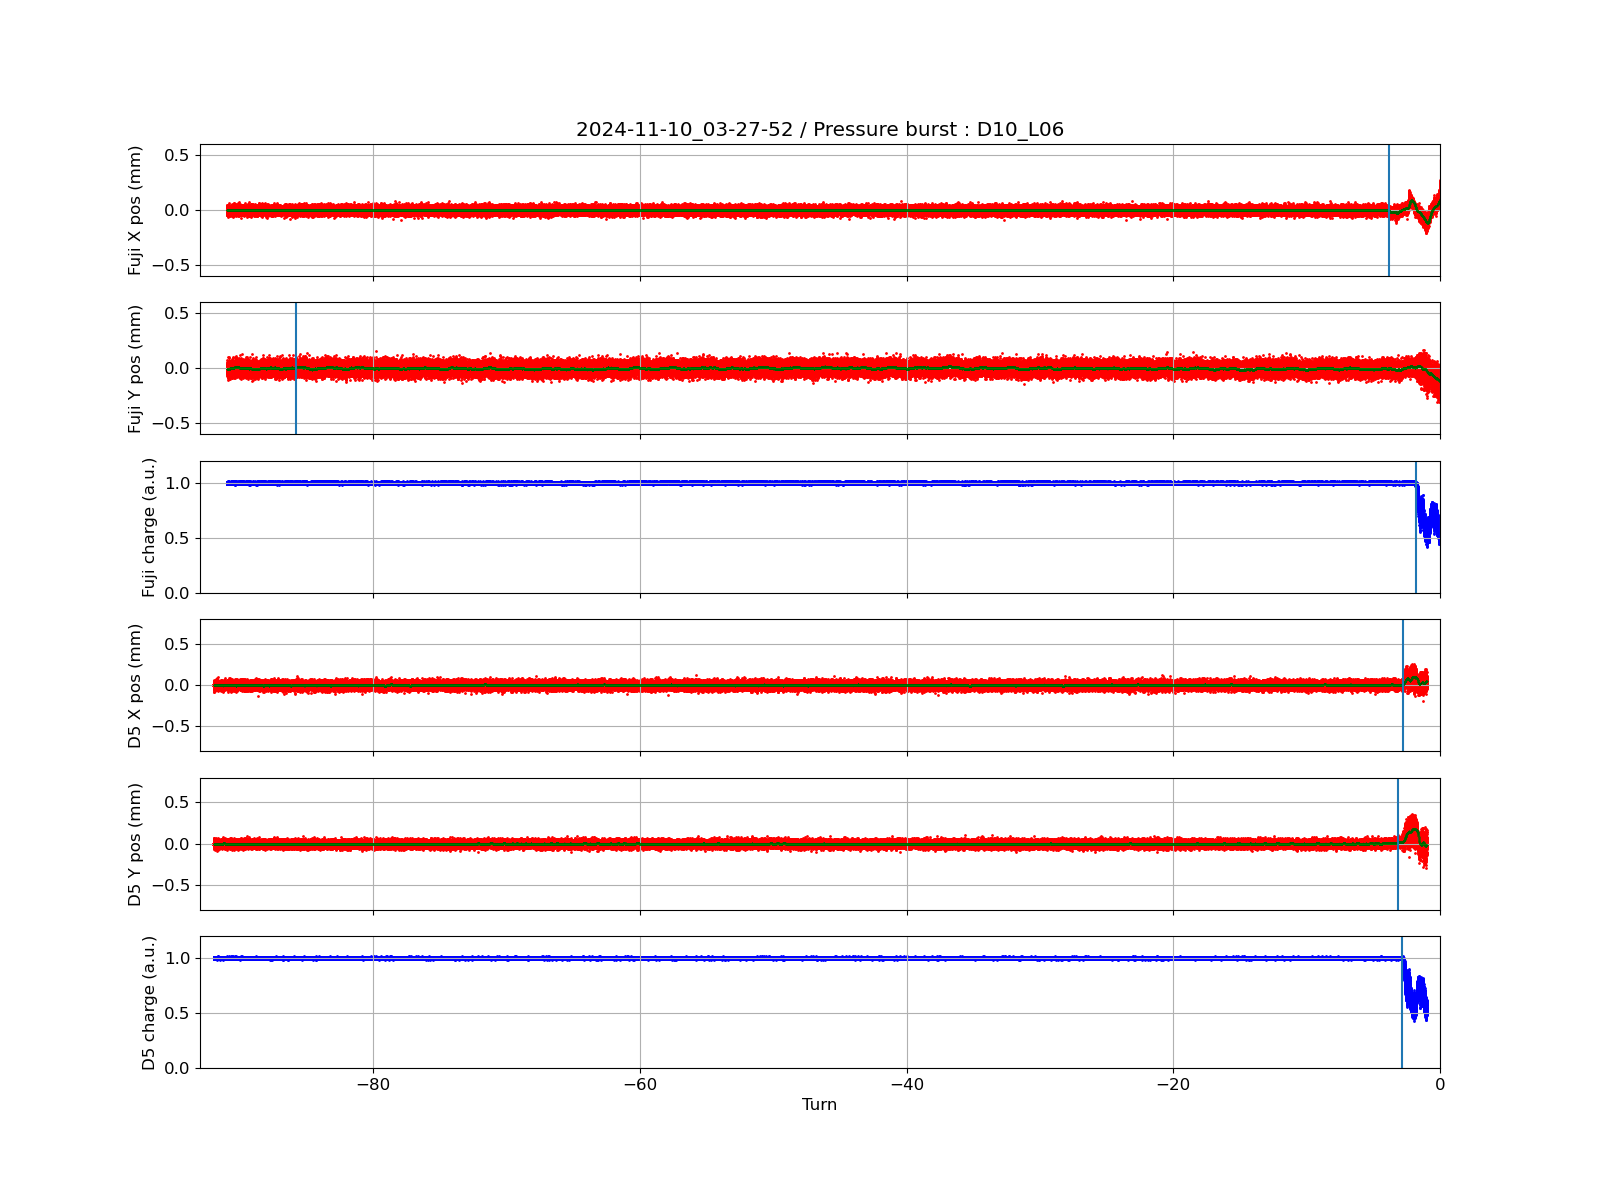 2024-11-10_03-27-52 / Pressure burst : D10_L06
Fuji X pos (mm)
0.5
0.0
−0.5
Fuji Y pos (mm)
0.5
0.0
−0.5
Fuji charge (a.u.)
1.0
0.5
0.0
D5 X pos (mm)
0.5
0.0
−0.5
D5 Y pos (mm)
0.5
0.0
−0.5
D5 charge (a.u.)
1.0
0.5
0.0
−80 −60 −40 −20 0
Turn